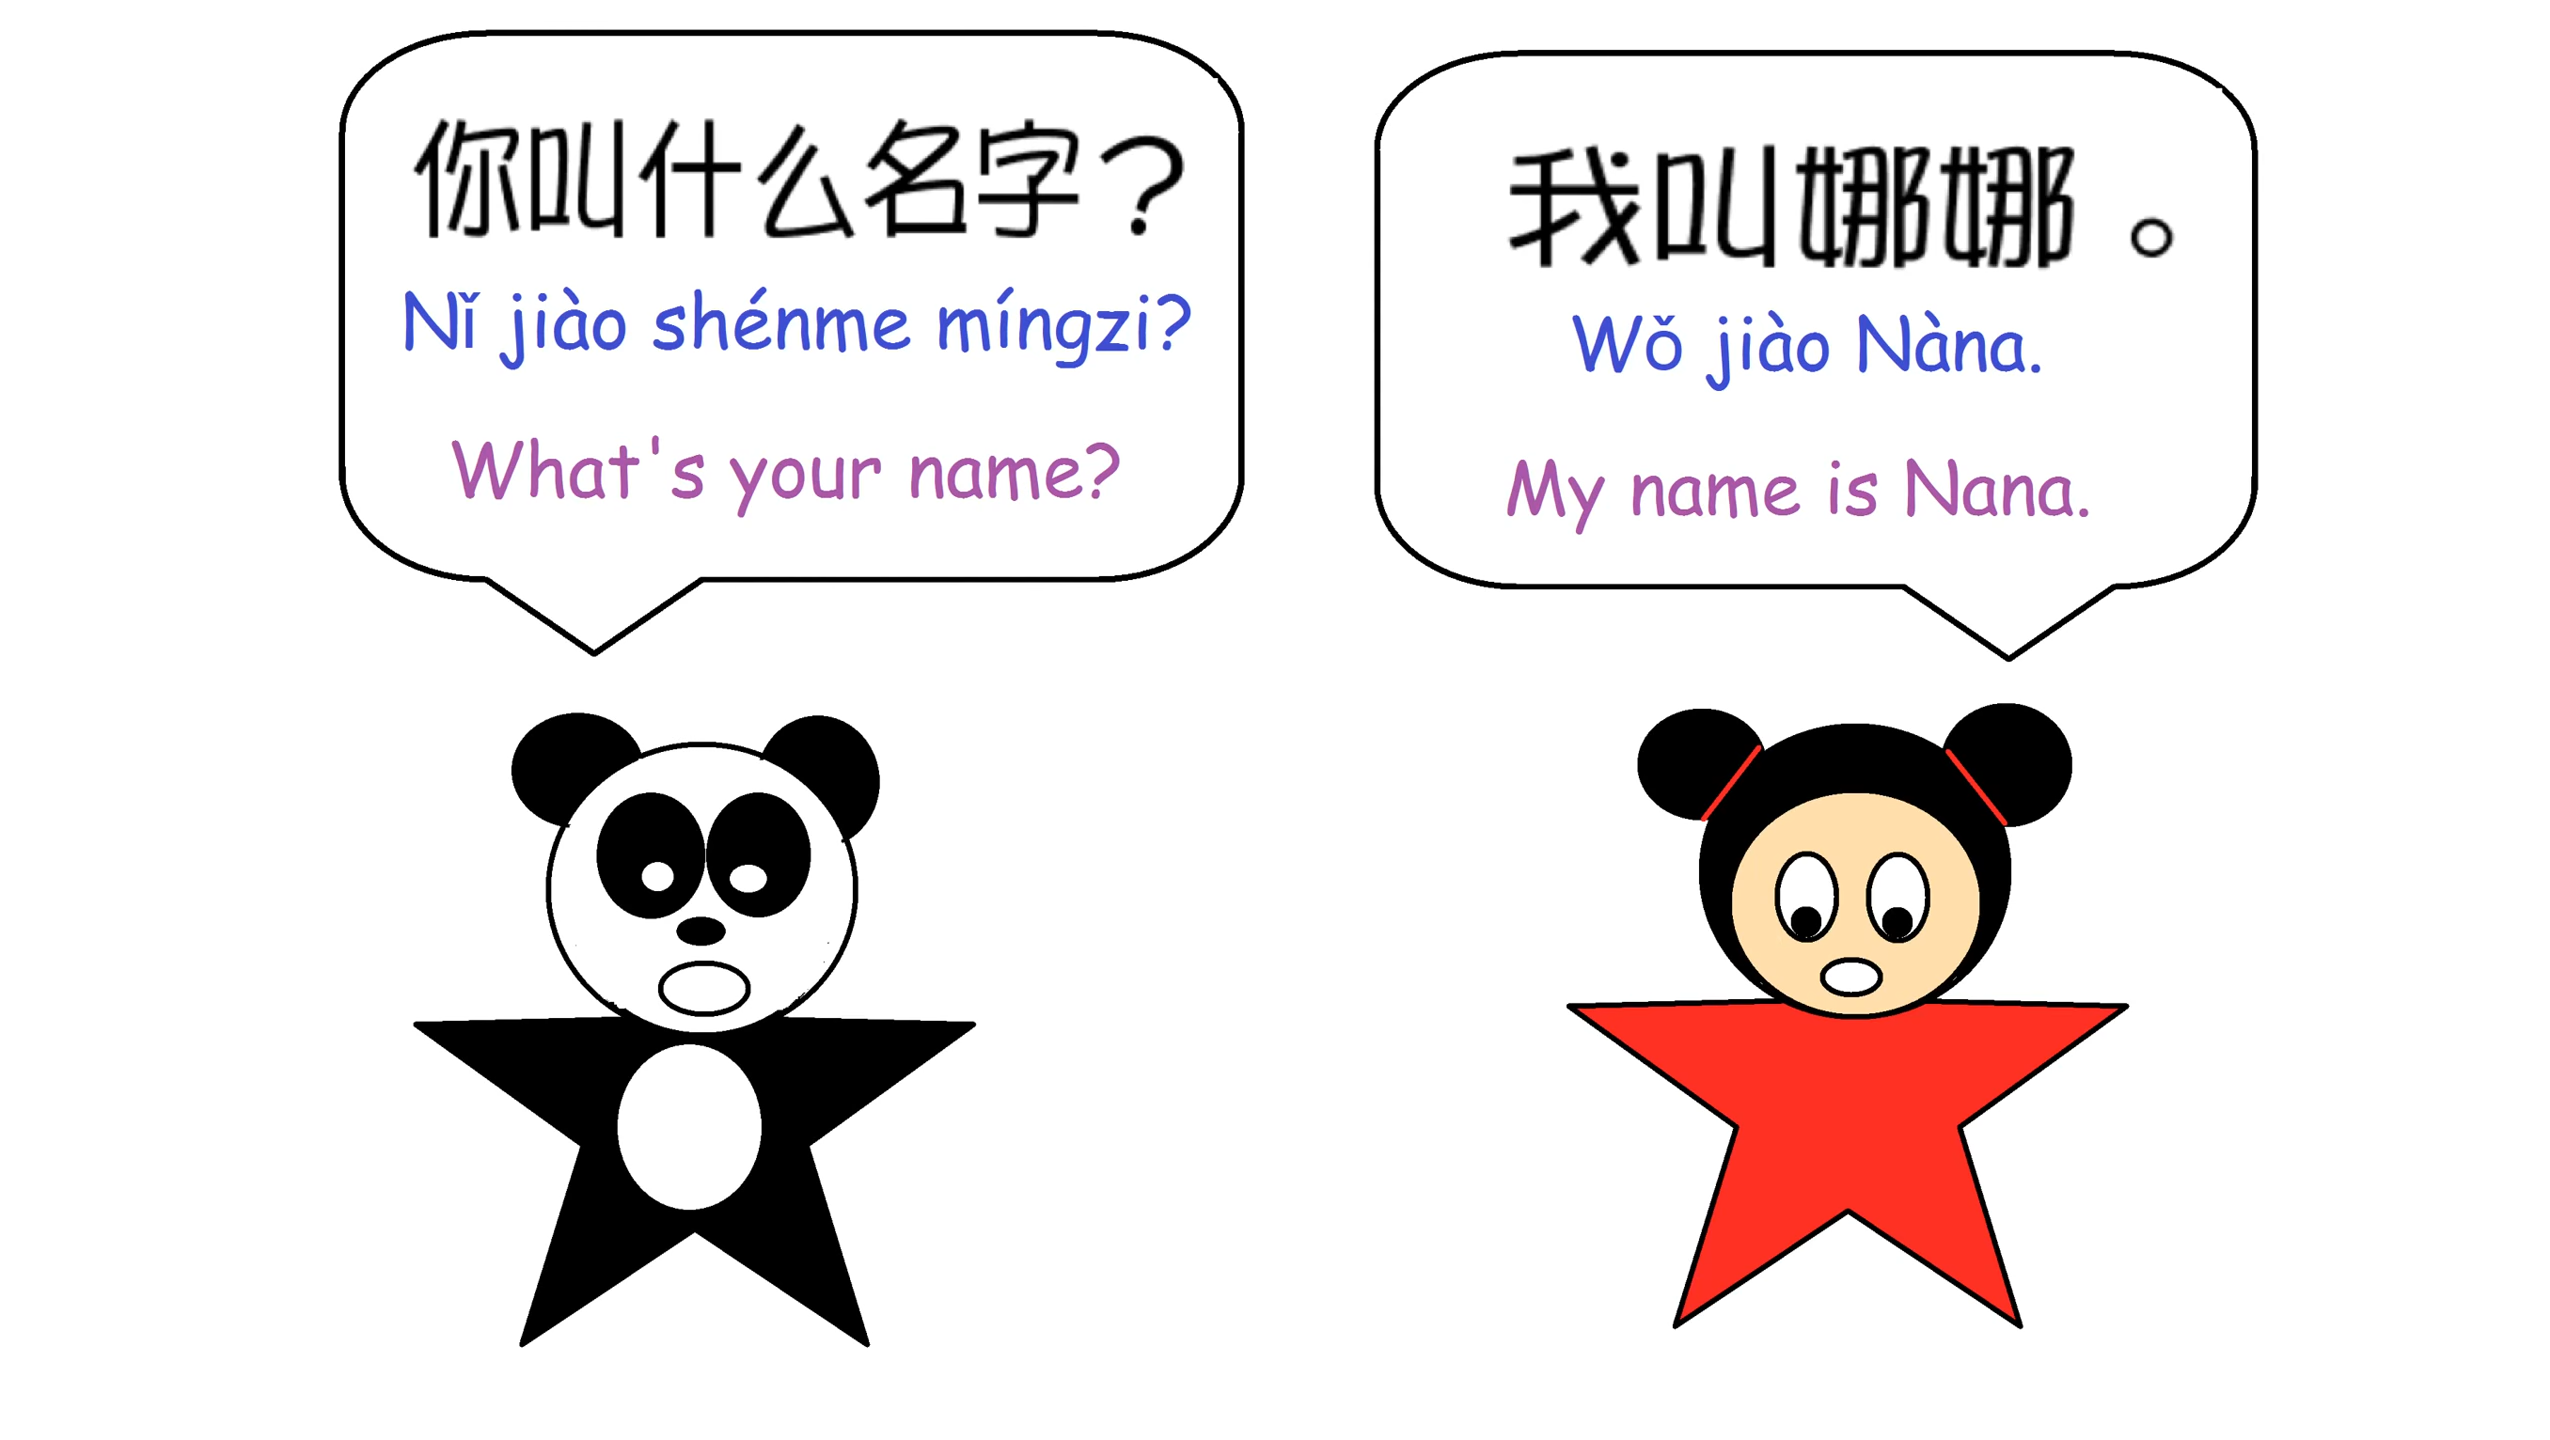 你叫什么名字？
Nǐ jiào shénme míngzi?
What's your name?
我叫娜娜。
Wǒ jiào Nàna.
My name is Nana.